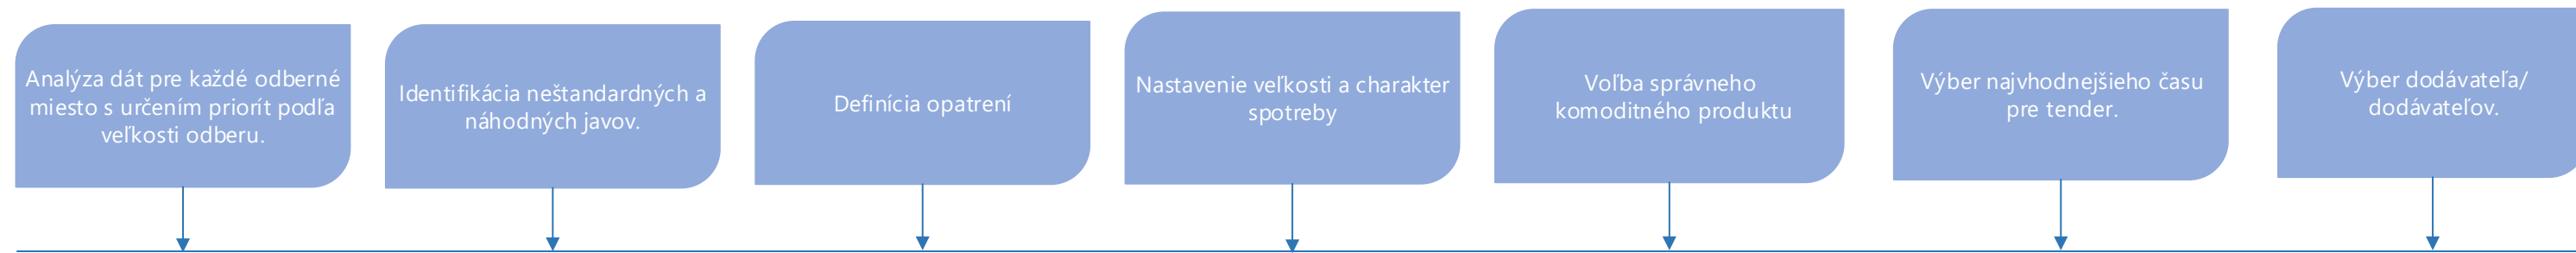 Analýza dát pre každé odberné
miesto s určením priorít podľa
veľkosti odberu.
Identifikácia neštandardných a
náhodných javov.
Definícia opatrení
Nastavenie veľkosti a charakter
spotreby
Voľba správneho
komoditného produktu
Výber najvhodnejšieho času
pre tender.
Výber dodávateľa/
dodávateľov.